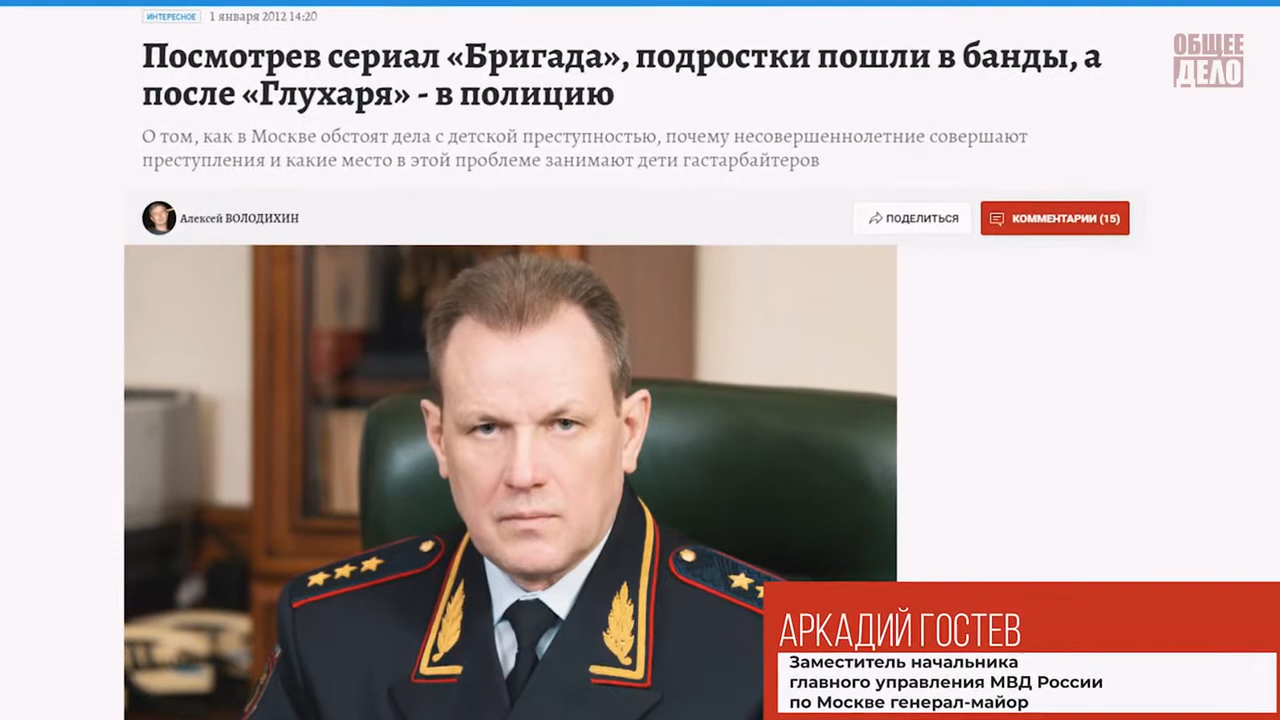 ИНТЕРЕСНОЕ 1 января 2012 14:20
ОБЩЕЕ
ДЕЛО
Посмотрев сериал «Бригада», подростки пошли в банды, а
после «Глухаря» - в полицию
О том, как в Москве обстоят дела с детской преступностью, почему несовершеннолетние совершают
преступления и какие место в этой проблеме занимают дети гастарбайтеров
Алексей ВОЛОДИХИН
ПОДЕЛИТЬСЯ
КОММЕНТАРИИ (15)
АРКАДИЙ ГОСТЕВ
Заместитель начальника
главного управления МВД России
по Москве генерал-майор